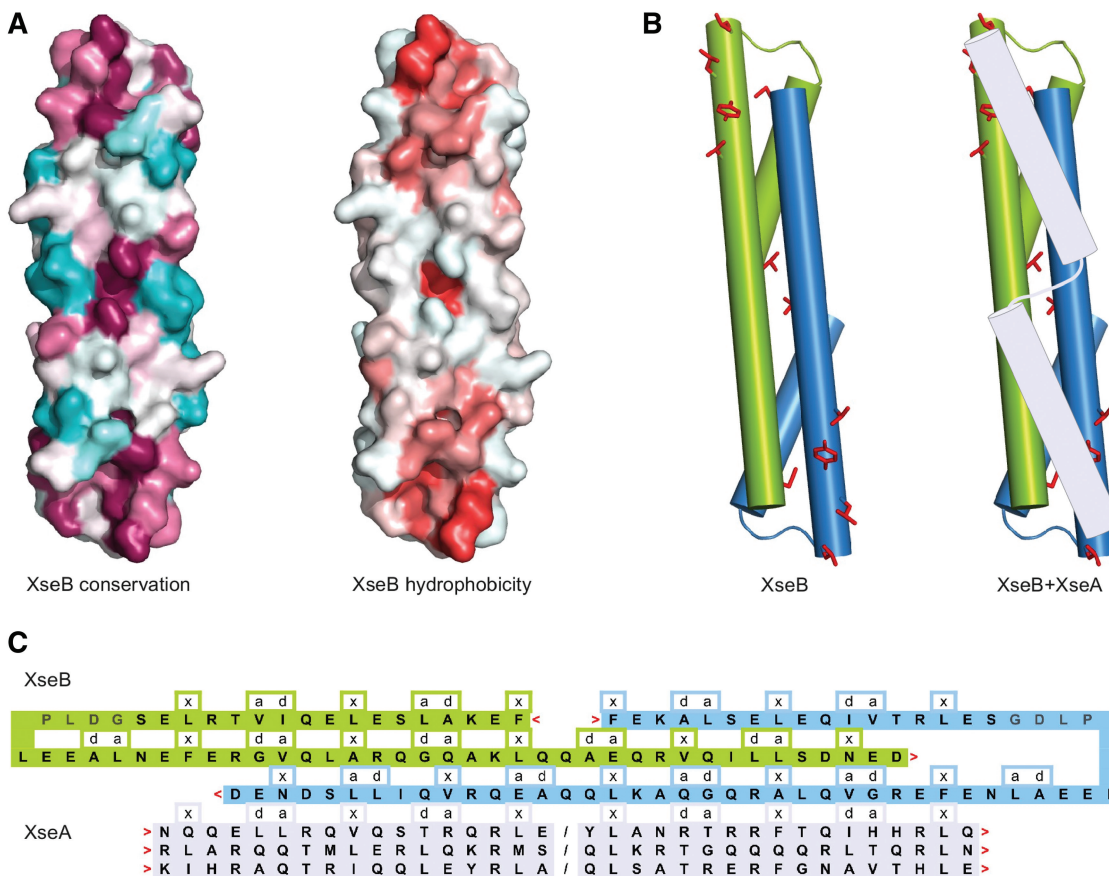 A
B
XseB conservation
XseB hydrophobicity
XseB
XseB+XseA
C
XseB
x a d x a d x x d a x d a x
P L D G S E L R T V I Q E L E S L A K E F < > F E K A L S E L E Q I V T R L E S G D L P
d a x d a x d a x d a x d a x
L E E A L N E F E R G V Q L A R Q G Q A K L Q Q A E Q R V Q I L L S D N E D >
x a d x a d x a d x a d x a d
< D E N D S L L I Q V R Q E A Q Q L K A Q G Q R A L Q V G R E F E N L A E E
x d a x d a x x d a x d a x
XseA
> N Q Q E L L R Q V Q S T R Q R L E / Y L A N R T R R F T Q I H H R L Q >
> R L A R Q Q T M L E R L Q K R M S / Q L K R T G Q Q Q Q R L T Q R L N >
> K I H R A Q T R I Q Q L E Y R L A / Q L S A T R E R F G N A V T H L E >